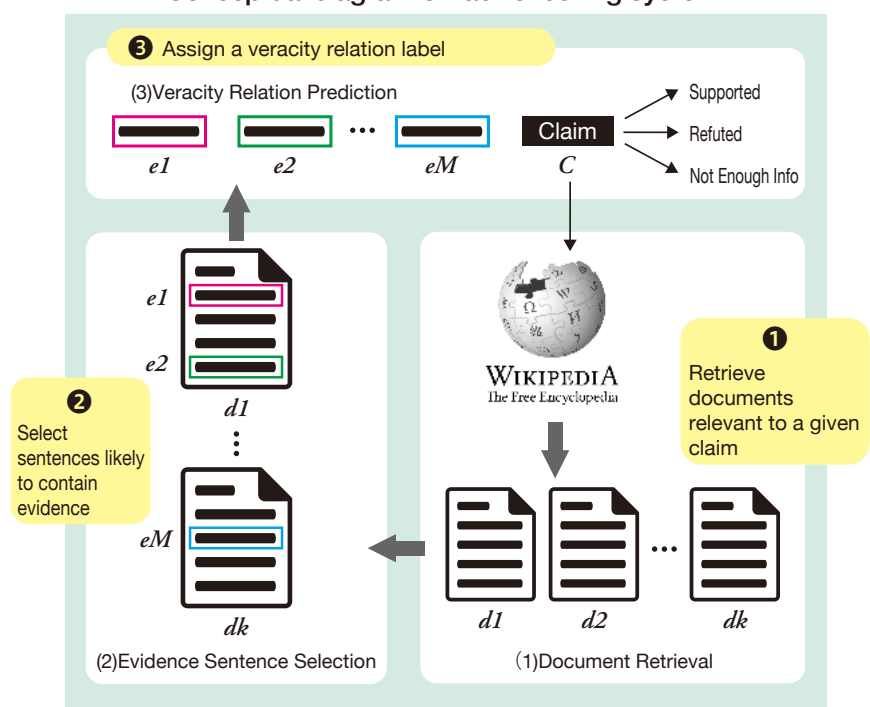 ❸ Assign a veracity relation label
(3)Veracity Relation Prediction
e1
e2
...
eM
Claim
C
Supported
Refuted
Not Enough Info
e1
e2
d1
❷
Select
sentences likely
to contain
evidence
eM
dk
(2)Evidence Sentence Selection
Ω
W
И
WIKIPEDIA
The Free Encyclopedia
❶
Retrieve
documents
relevant to a given
claim
d1
d2
...
dk
(1)Document Retrieval